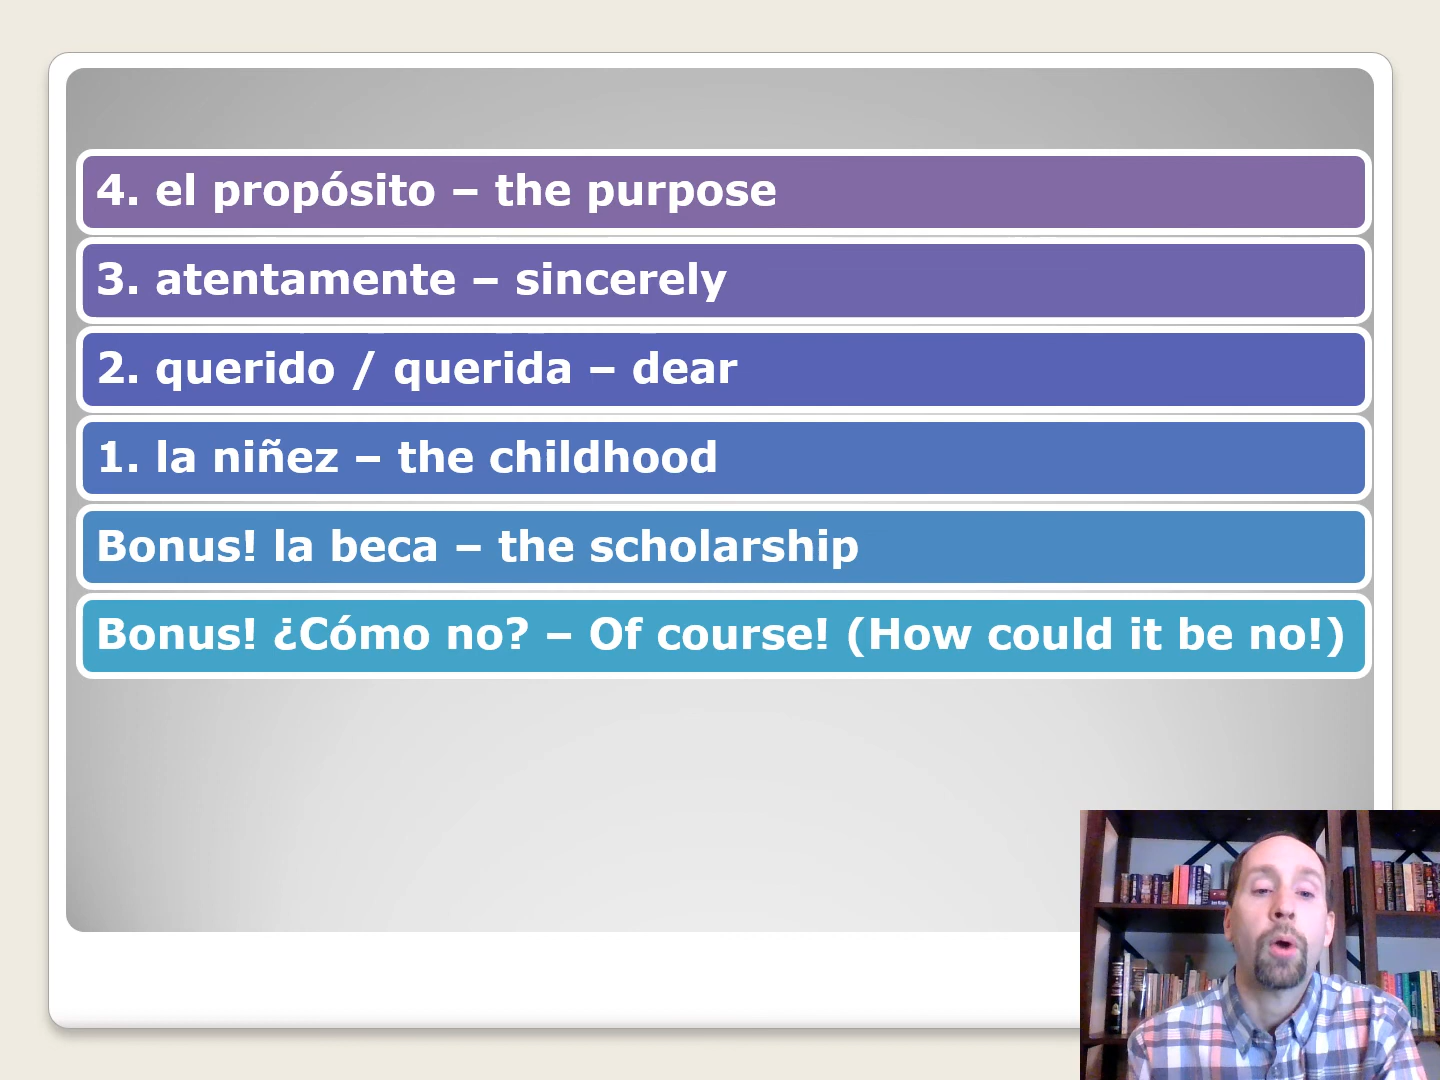 4. el propósito – the purpose
3. atentamente – sincerely
2. querido / querida – dear
1. la niñez – the childhood
Bonus! la beca – the scholarship
Bonus! ¿Cómo no? – Of course! (How could it be no!)